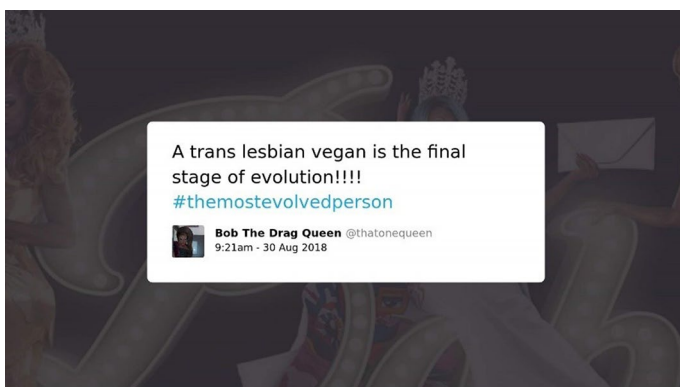 A trans lesbian vegan is the final
stage of evolution!!!!
#themostevolvedperson
Bob The Drag Queen @thatonequeen
9:21am - 30 Aug 2018